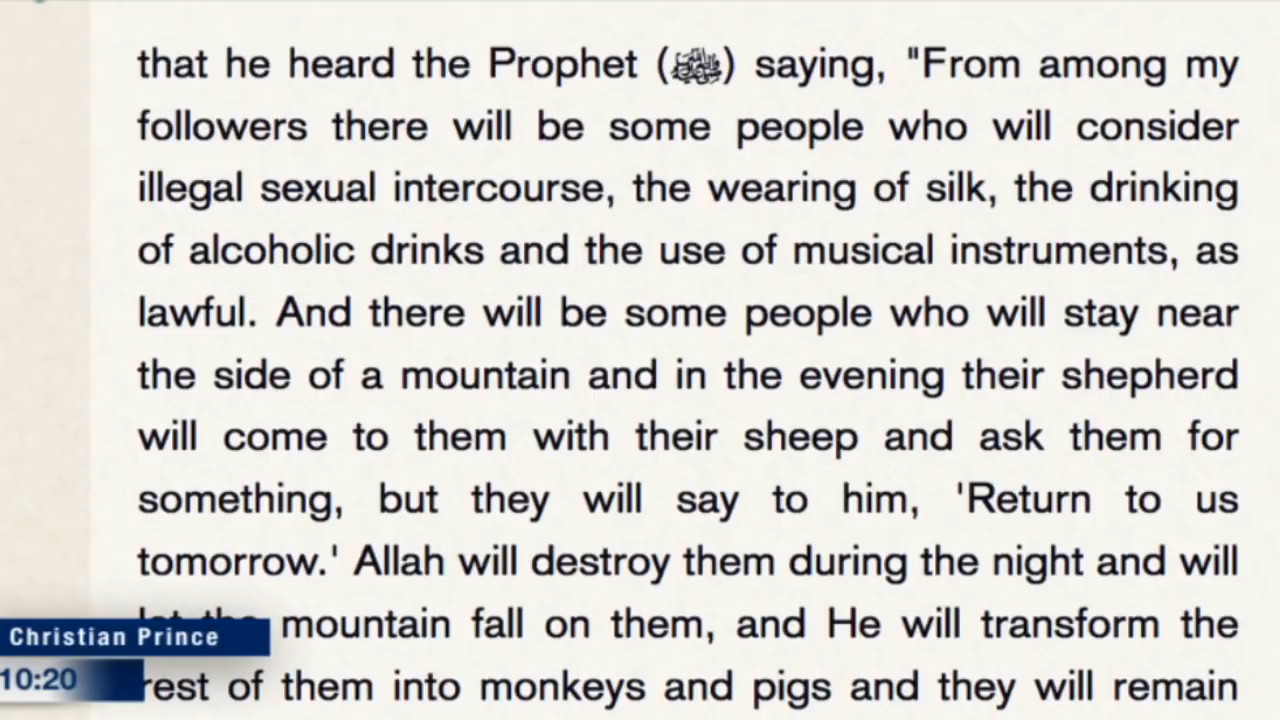 that he heard the Prophet (ﷺ) saying, "From among my
followers there will be some people who will consider
illegal sexual intercourse, the wearing of silk, the drinking
of alcoholic drinks and the use of musical instruments, as
lawful. And there will be some people who will stay near
the side of a mountain and in the evening their shepherd
will come to them with their sheep and ask them for
something, but they will say to him, 'Return to us
tomorrow.' Allah will destroy them during the night and will
let the mountain fall on them, and He will transform the
Christian Prince
rest of them into monkeys and pigs and they will remain
10:20